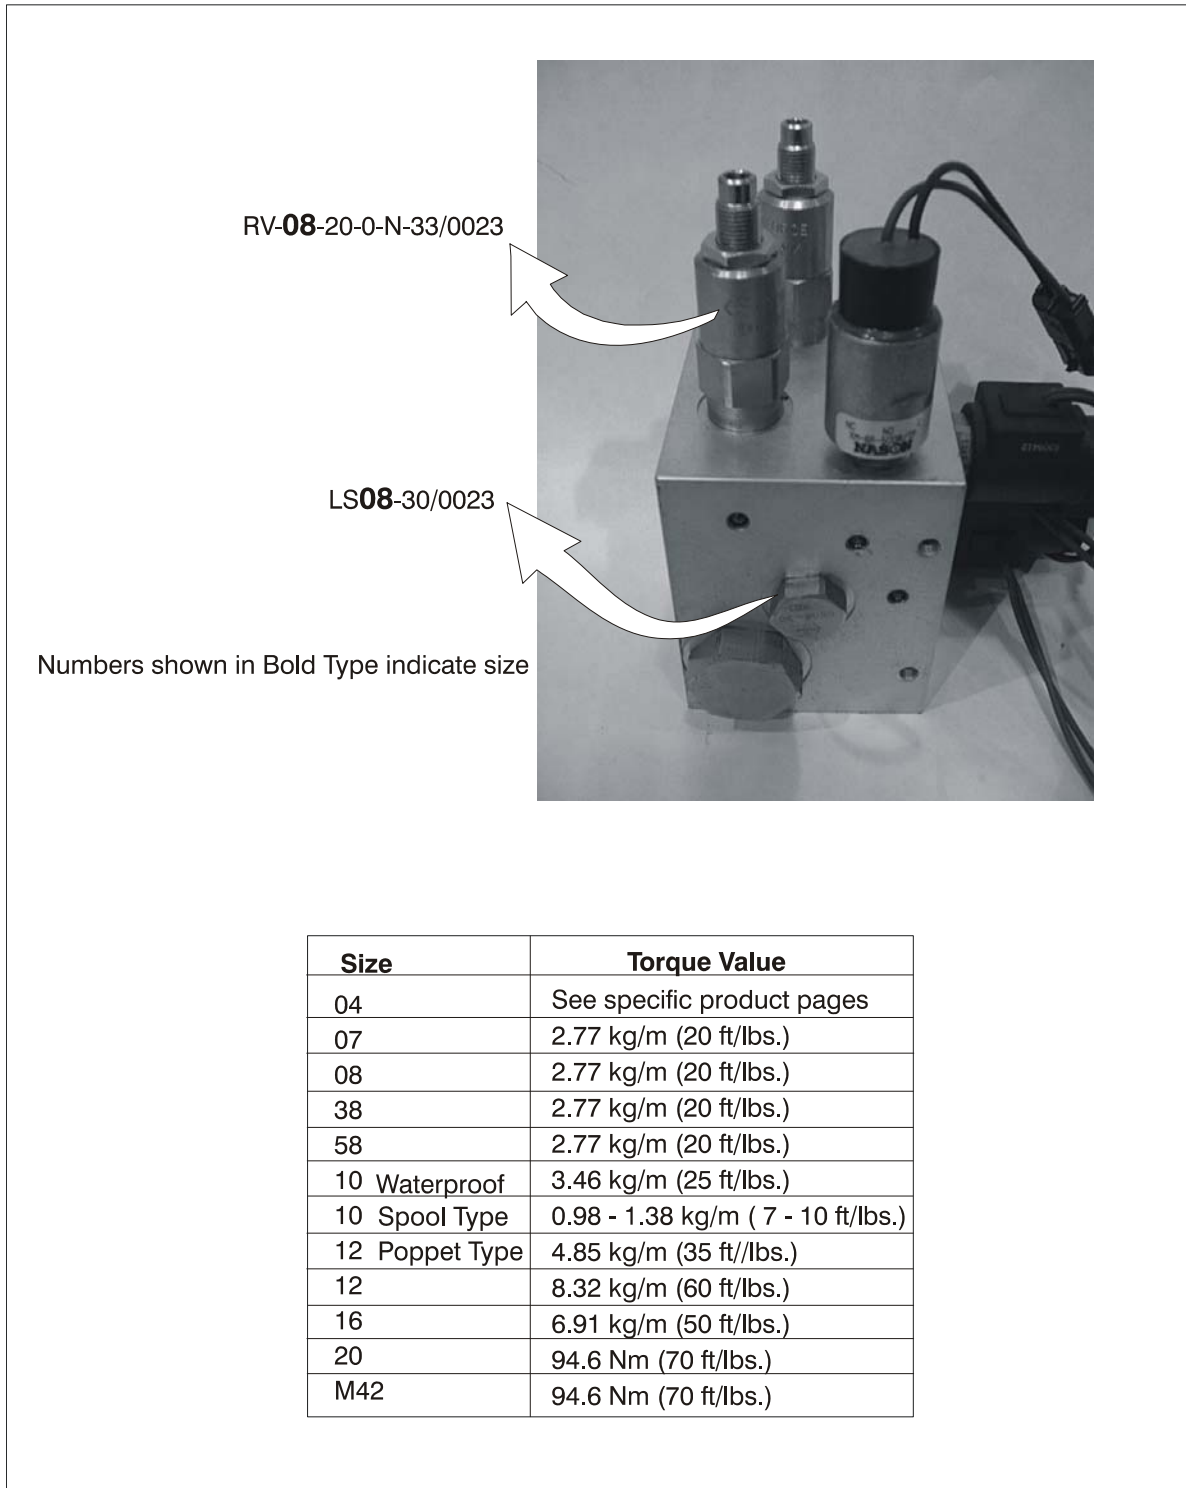 RV-08-20-0-N-33/0023
LS08-30/0023
Numbers shown in Bold Type indicate size
NC NO
NASON
Size Torque Value
04 See specific product pages
07 2.77 kg/m (20 ft/lbs.)
08 2.77 kg/m (20 ft/lbs.)
38 2.77 kg/m (20 ft/lbs.)
58 2.77 kg/m (20 ft/lbs.)
10 Waterproof 3.46 kg/m (25 ft/lbs.)
10 Spool Type 0.98 - 1.38 kg/m ( 7 - 10 ft/lbs.)
12 Poppet Type 4.85 kg/m (35 ft//lbs.)
12 8.32 kg/m (60 ft/lbs.)
16 6.91 kg/m (50 ft/lbs.)
20 94.6 Nm (70 ft/lbs.)
M42 94.6 Nm (70 ft/lbs.)